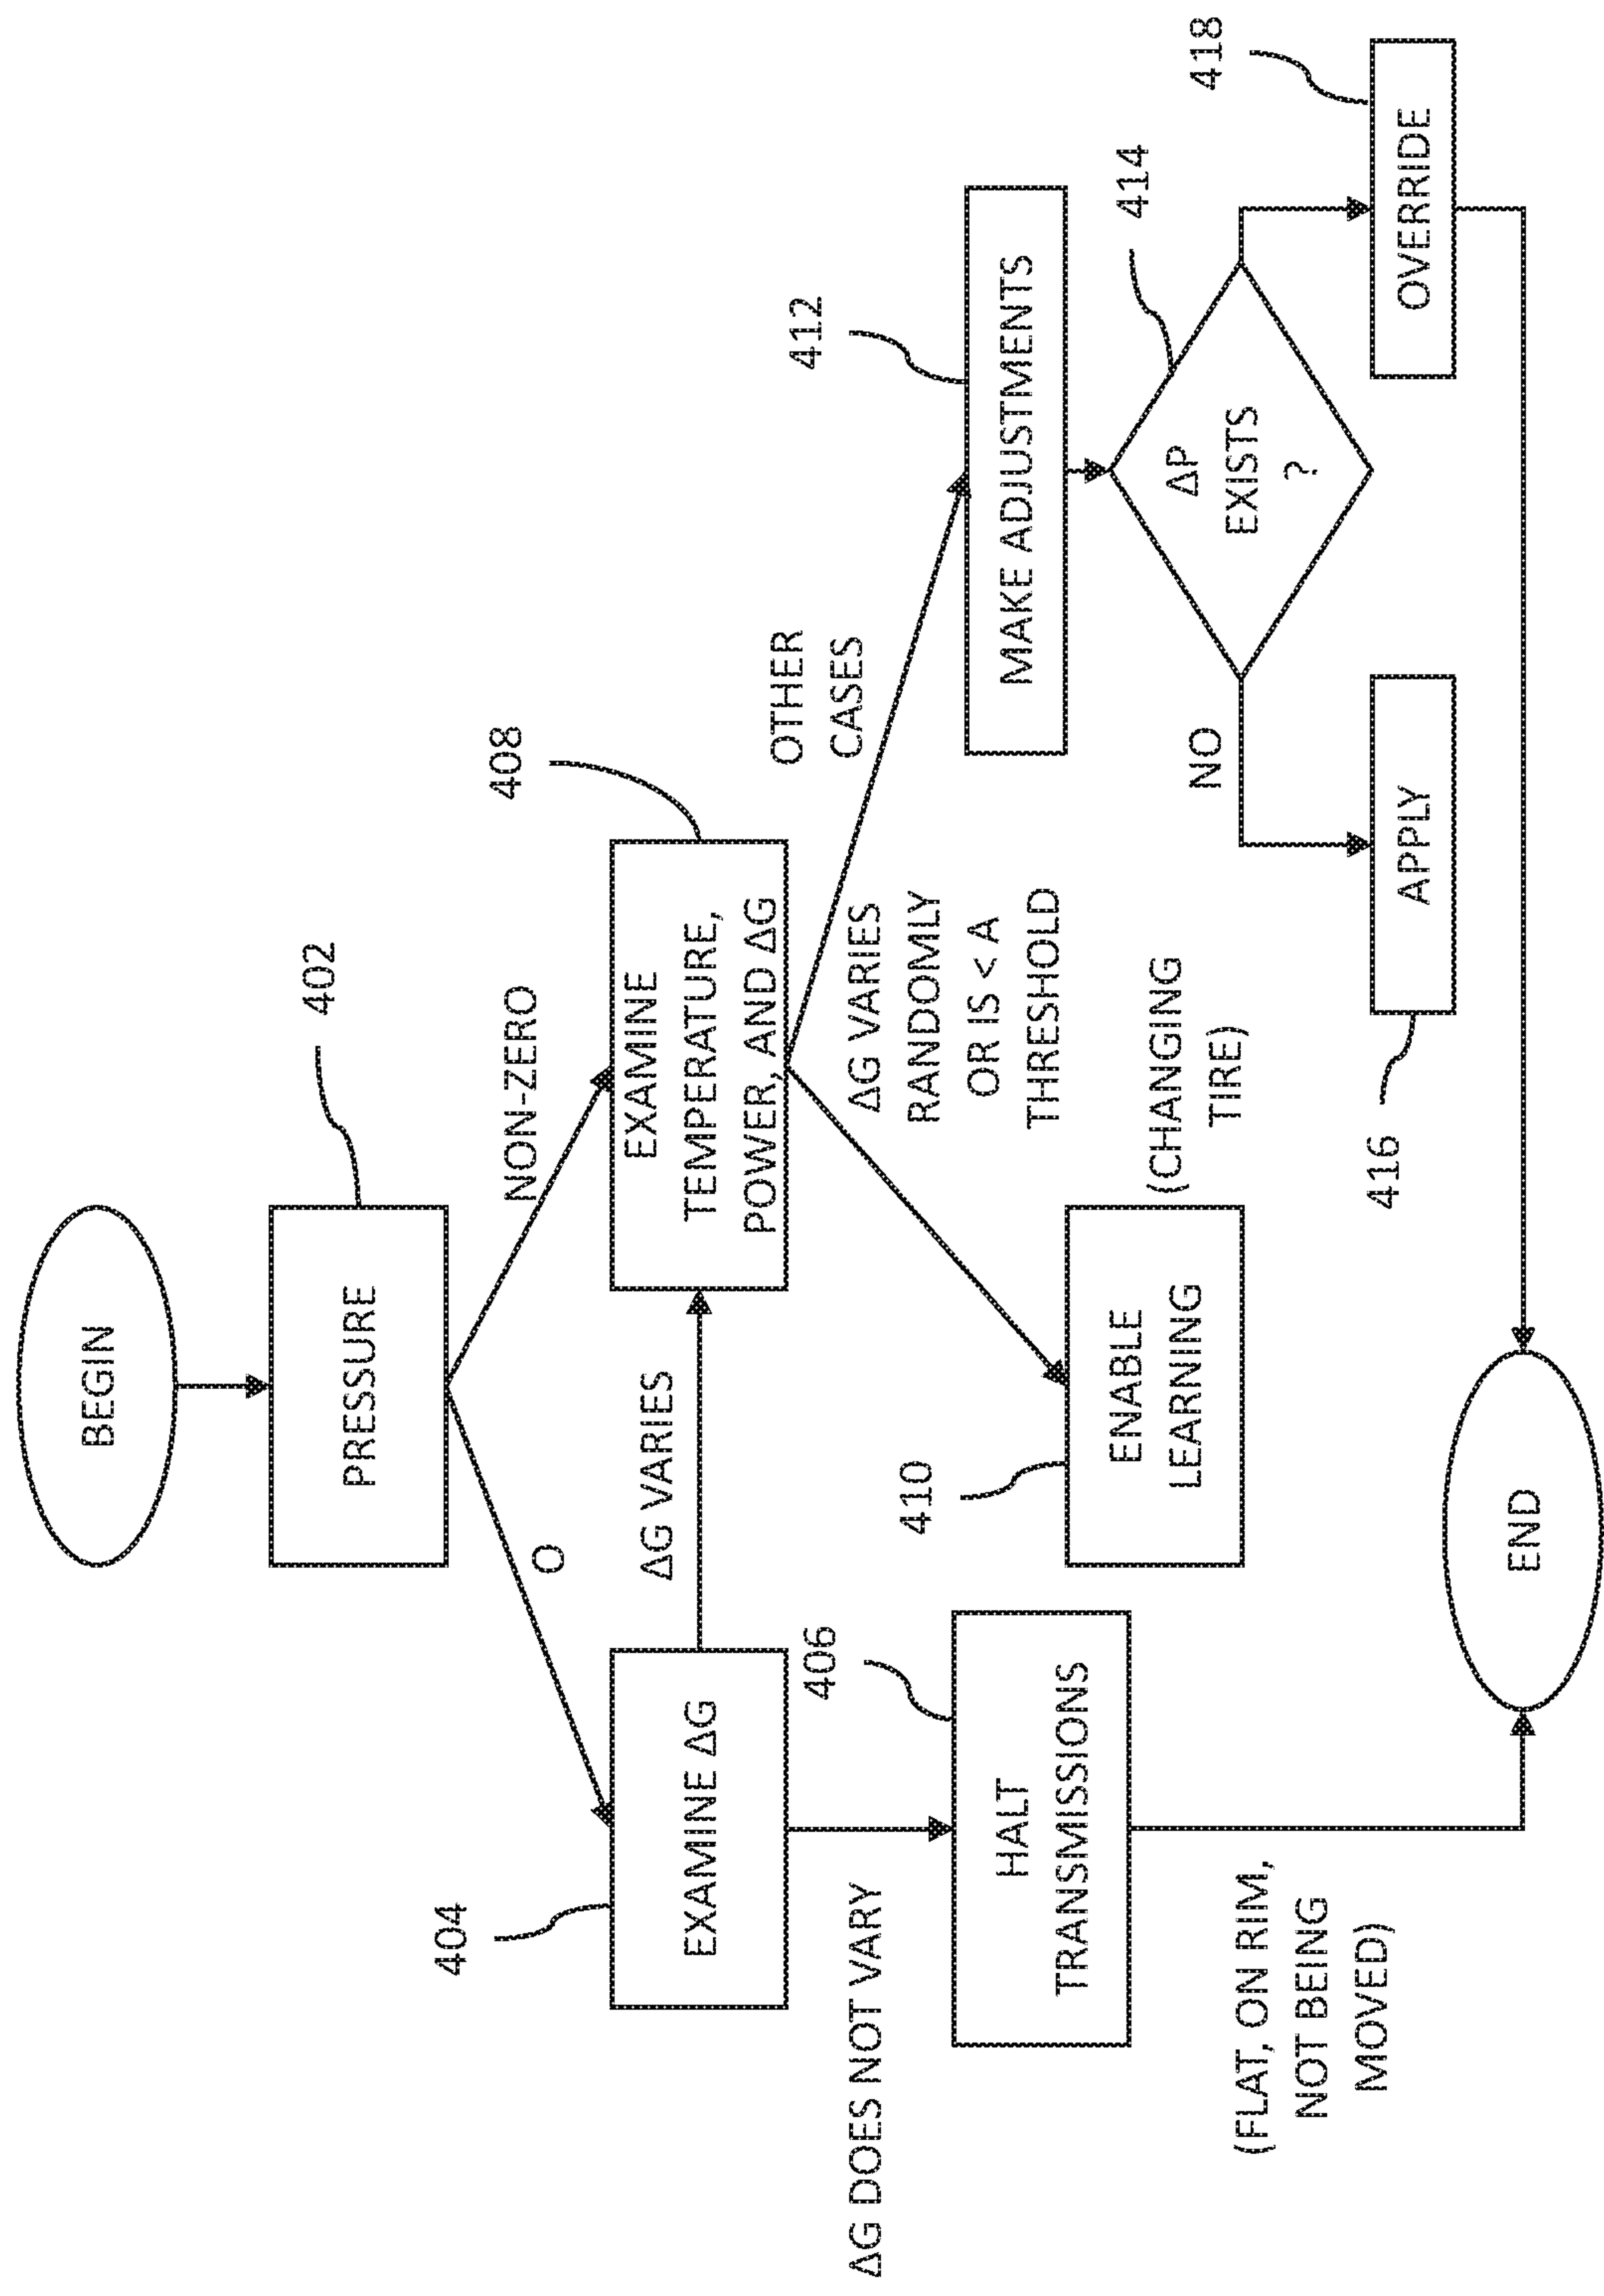 BEGIN
402
PRESSURE
O
NON-ZERO
404
EXAMINE ΔG
ΔG VARIES
408
EXAMINE
TEMPERATURE,
POWER, AND ΔG
ΔG DOES NOT VARY
406
HALT
TRANSMISSIONS
(FLAT, ON RIM,
NOT BEING
MOVED)
410
ENABLE
LEARNING
ΔG VARIES
RANDOMLY
OR IS < A
THRESHOLD
(CHANGING
TIRE)
OTHER
CASES
412
MAKE ADJUSTMENTS
414
ΔP
EXISTS
?
NO
416
APPLY
418
OVERRIDE
END